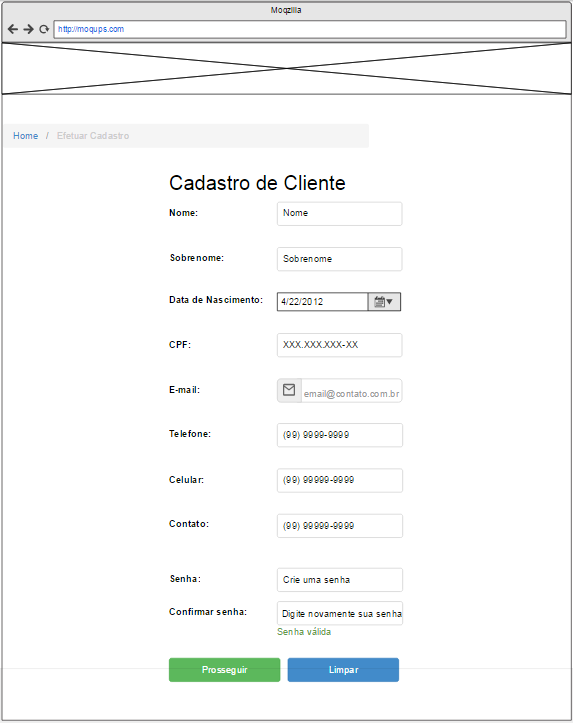 Moqzilla
http://moqups.com
Home / Efetuar Cadastro
Cadastro de Cliente
Nome: Nome
Sobrenome: Sobrenome
Data de Nascimento: 4/22/2012
CPF: XXX.XXX.XXX-XX
E-mail: email@contato.com.br
Telefone: (99) 9999-9999
Celular: (99) 99999-9999
Contato: (99) 99999-9999
Senha: Crie uma senha
Confirmar senha: Digite novamente sua senha
Senha válida
Prosseguir Limpar